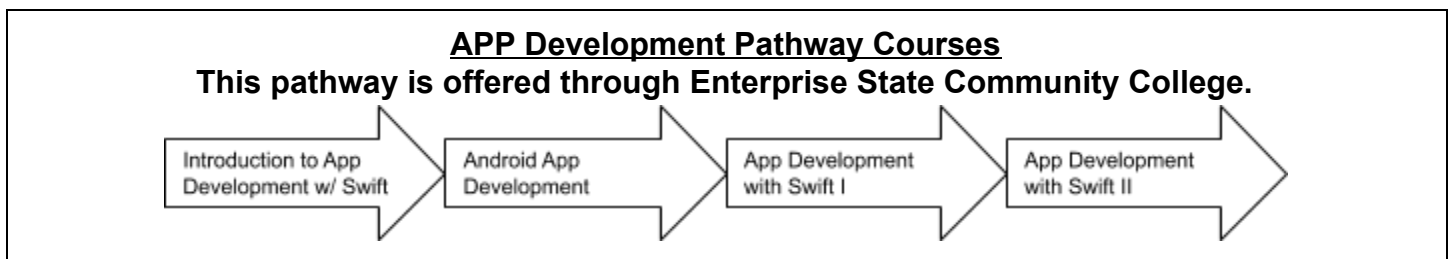 APP Development Pathway Courses
This pathway is offered through Enterprise State Community College.
Introduction to App
Development w/ Swift
Android App
Development
App Development
with Swift I
App Development
with Swift II